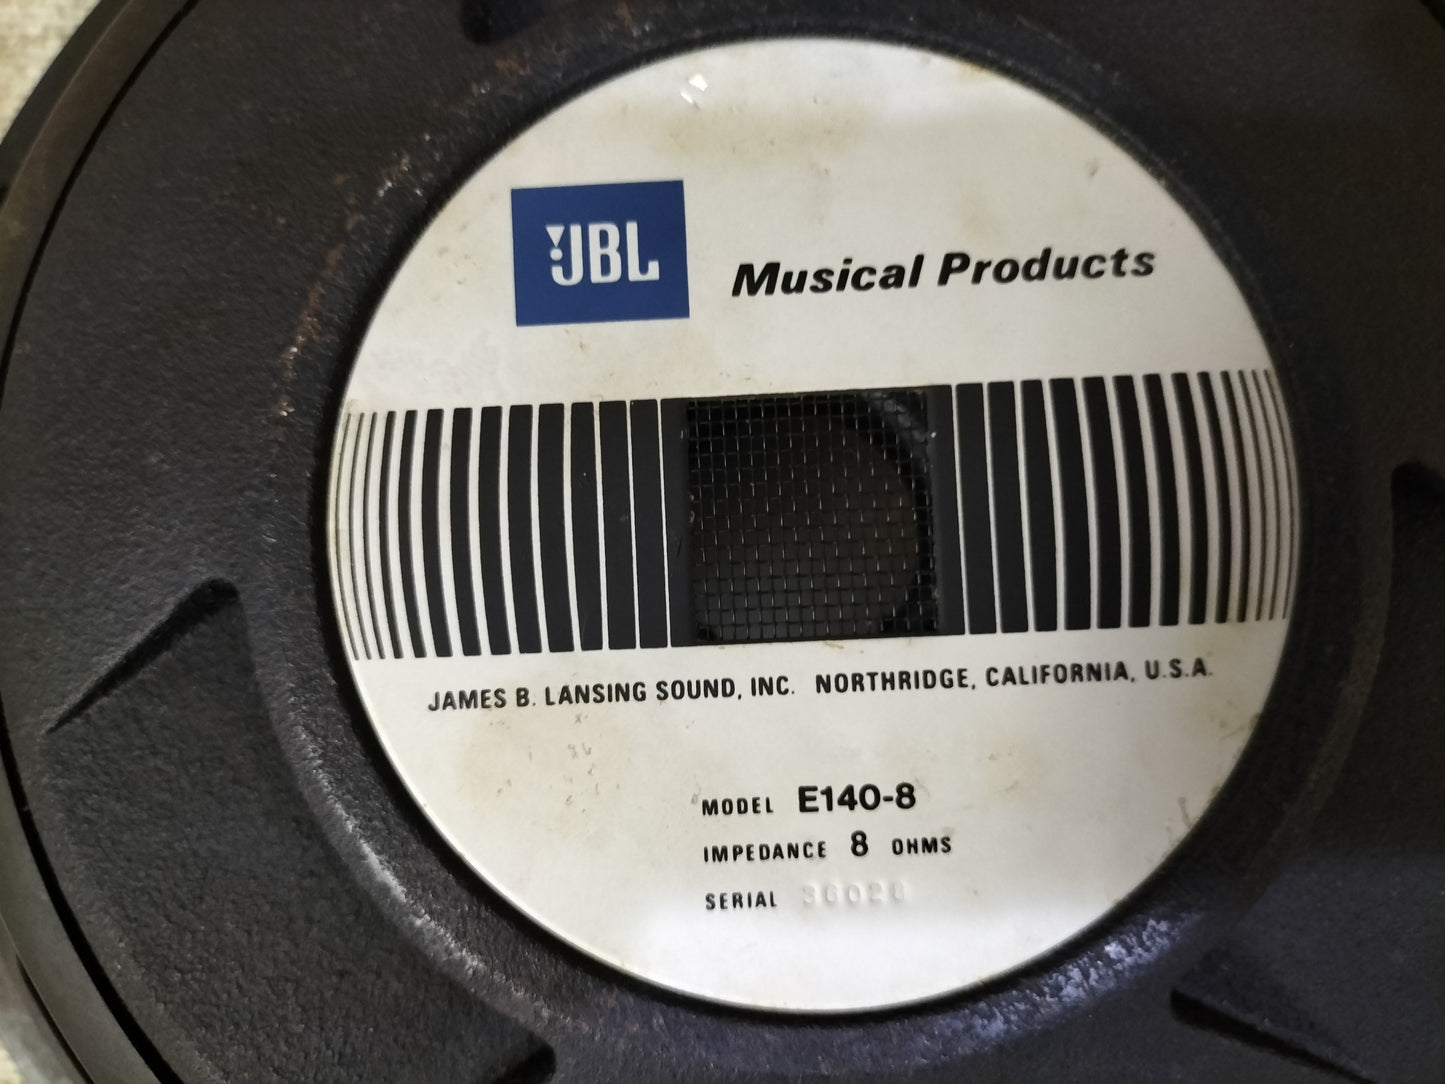 JBL
Musical Products
JAMES B. LANSING SOUND, INC. NORTHRIDGE, CALIFORNIA, U.S.A.
MODEL E140-8
IMPEDANCE 8 OHMS
SERIAL